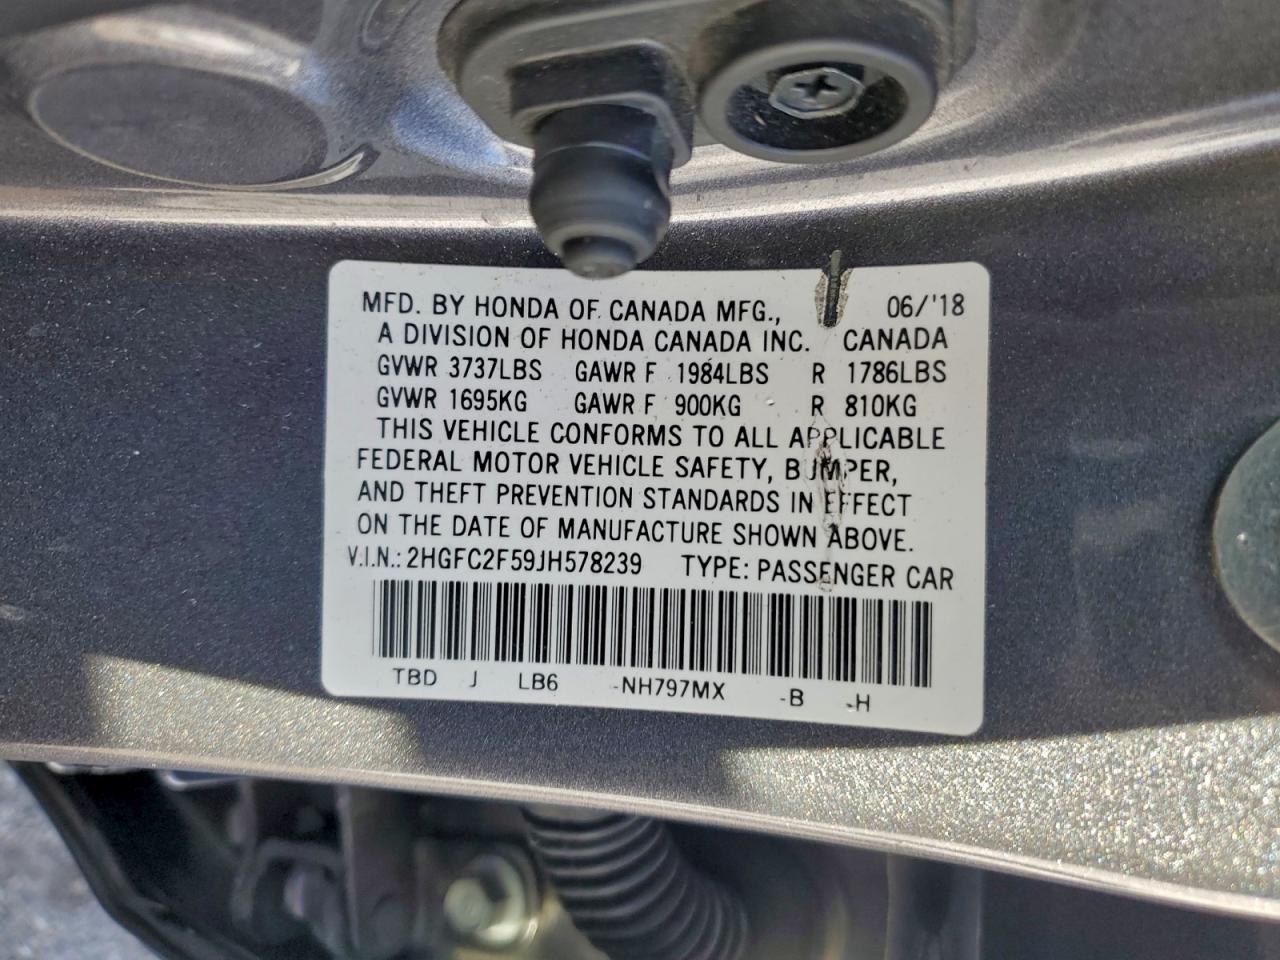 MFD. BY HONDA OF CANADA MFG., 06/'18
A DIVISION OF HONDA CANADA INC. CANADA
GVWR 3737LBS GAWR F 1984LBS R 1786LBS
GVWR 1695KG GAWR F 900KG R 810KG
THIS VEHICLE CONFORMS TO ALL APPLICABLE
FEDERAL MOTOR VEHICLE SAFETY, BUMPER,
AND THEFT PREVENTION STANDARDS IN EFFECT
ON THE DATE OF MANUFACTURE SHOWN ABOVE.
V.I.N.: 2HGFC2F59JH578239 TYPE: PASSENGER CAR
TBD J LB6 -NH797MX -B -H